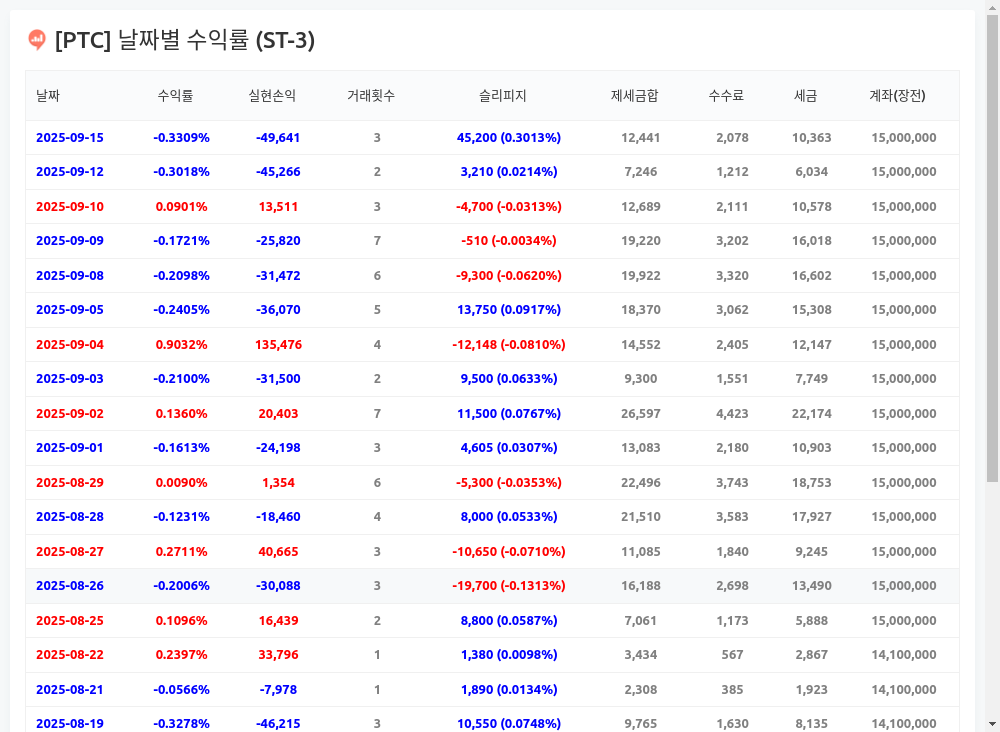 [PTC] 날짜별 수익률 (ST-3)
날짜 수익률 실현손익 거래횟수 슬리피지 제세금합 수수료 세금 계좌(장전)
2025-09-15 -0.3309% -49,641 3 45,200 (0.3013%) 12,441 2,078 10,363 15,000,000
2025-09-12 -0.3018% -45,266 2 3,210 (0.0214%) 7,246 1,212 6,034 15,000,000
2025-09-10 0.0901% 13,511 3 -4,700 (-0.0313%) 12,689 2,111 10,578 15,000,000
2025-09-09 -0.1721% -25,820 7 -510 (-0.0034%) 19,220 3,202 16,018 15,000,000
2025-09-08 -0.2098% -31,472 6 -9,300 (-0.0620%) 19,922 3,320 16,602 15,000,000
2025-09-05 -0.2405% -36,070 5 13,750 (0.0917%) 18,370 3,062 15,308 15,000,000
2025-09-04 0.9032% 135,476 4 -12,148 (-0.0810%) 14,552 2,405 12,147 15,000,000
2025-09-03 -0.2100% -31,500 2 9,500 (0.0633%) 9,300 1,551 7,749 15,000,000
2025-09-02 0.1360% 20,403 7 11,500 (0.0767%) 26,597 4,423 22,174 15,000,000
2025-09-01 -0.1613% -24,198 3 4,605 (0.0307%) 13,083 2,180 10,903 15,000,000
2025-08-29 0.0090% 1,354 6 -5,300 (-0.0353%) 22,496 3,743 18,753 15,000,000
2025-08-28 -0.1231% -18,460 4 8,000 (0.0533%) 21,510 3,583 17,927 15,000,000
2025-08-27 0.2711% 40,665 3 -10,650 (-0.0710%) 11,085 1,840 9,245 15,000,000
2025-08-26 -0.2006% -30,088 3 -19,700 (-0.1313%) 16,188 2,698 13,490 15,000,000
2025-08-25 0.1096% 16,439 2 8,800 (0.0587%) 7,061 1,173 5,888 15,000,000
2025-08-22 0.2397% 33,796 1 1,380 (0.0098%) 3,434 567 2,867 14,100,000
2025-08-21 -0.0566% -7,978 1 1,890 (0.0134%) 2,308 385 1,923 14,100,000
2025-08-19 -0.3278% -46,215 3 10,550 (0.0748%) 9,765 1,630 8,135 14,100,000